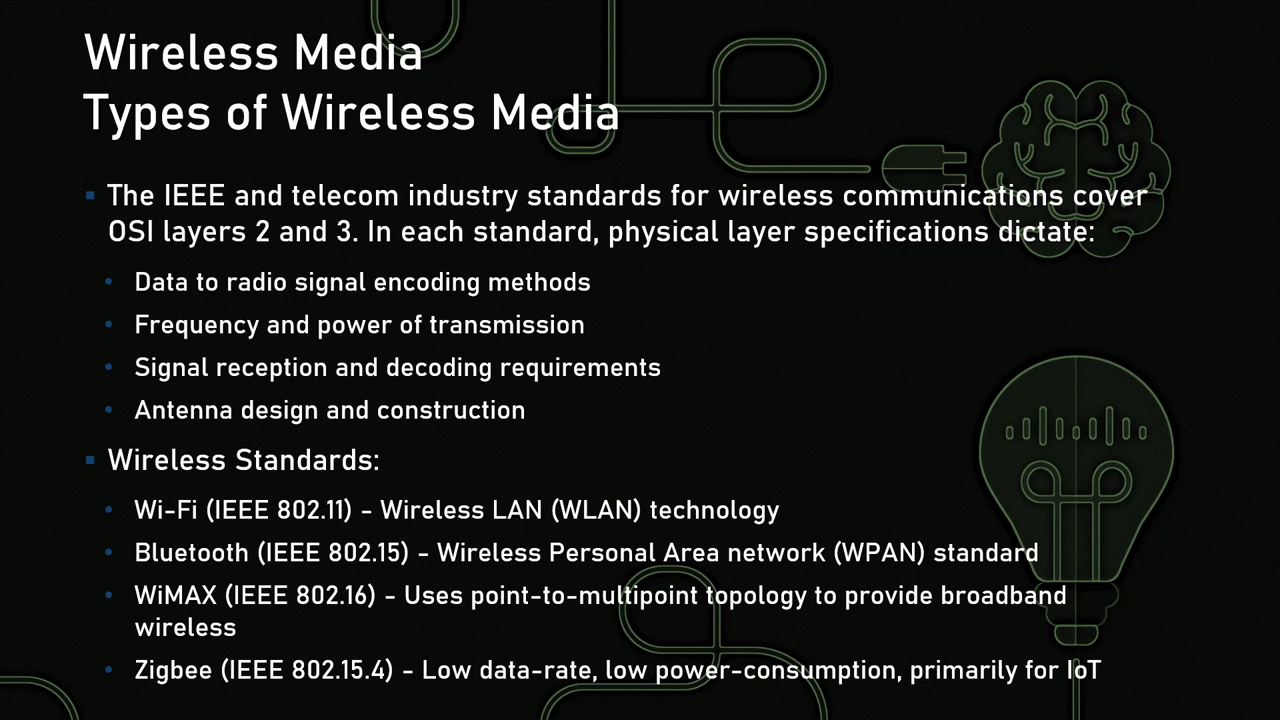 Wireless Media
Types of Wireless Media
▪ The IEEE and telecom industry standards for wireless communications cover
OSI layers 2 and 3. In each standard, physical layer specifications dictate:
• Data to radio signal encoding methods
• Frequency and power of transmission
• Signal reception and decoding requirements
• Antenna design and construction
▪ Wireless Standards:
• Wi-Fi (IEEE 802.11) - Wireless LAN (WLAN) technology
• Bluetooth (IEEE 802.15) - Wireless Personal Area network (WPAN) standard
• WiMAX (IEEE 802.16) - Uses point-to-multipoint topology to provide broadband
wireless
• Zigbee (IEEE 802.15.4) - Low data-rate, low power-consumption, primarily for IoT